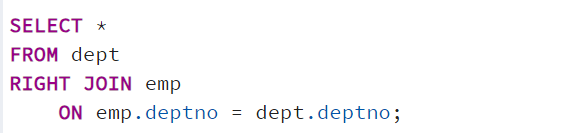 SELECT *
FROM dept
RIGHT JOIN emp
ON emp.deptno = dept.deptno;